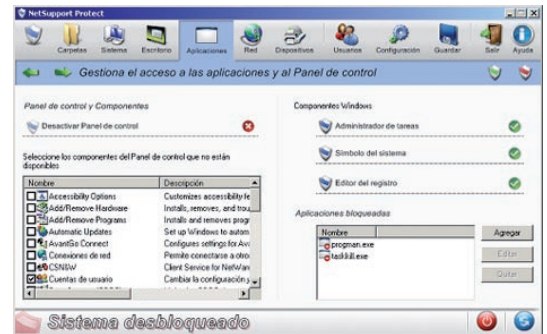 NetSupport Protect
Carpetas Sistema Escritorio Aplicaciones Red Dispositivos Usuarios Configuración Guardar Salir Ayuda
Gestiona el acceso a las aplicaciones y al Panel de control
Panel de control y Componentes
Desactivar Panel de control
Seleccione los componentes del Panel de control que no están
disponibles
Nombre Descripción
Accessibility Options Customizes accessibility fe
Add/Remove Hardware Installs, removes, and trou
Add/Remove Programs Installs and removes progr
Automatic Updates Set up Windows to autom
AvantGo Connect Configures settings for Ava
Conexiones de red Permite conectarse a otro
CSNW Client Service for NetWar
Cuentas de usuario Cambiar la configuración y
Componentes Windows
Administrador de tareas
Símbolo del sistema
Editor del registro
Aplicaciones bloqueadas
Nombre
progman.exe
taskkill.exe
Agregar
Editar
Quitar
Sistema desbloqueado